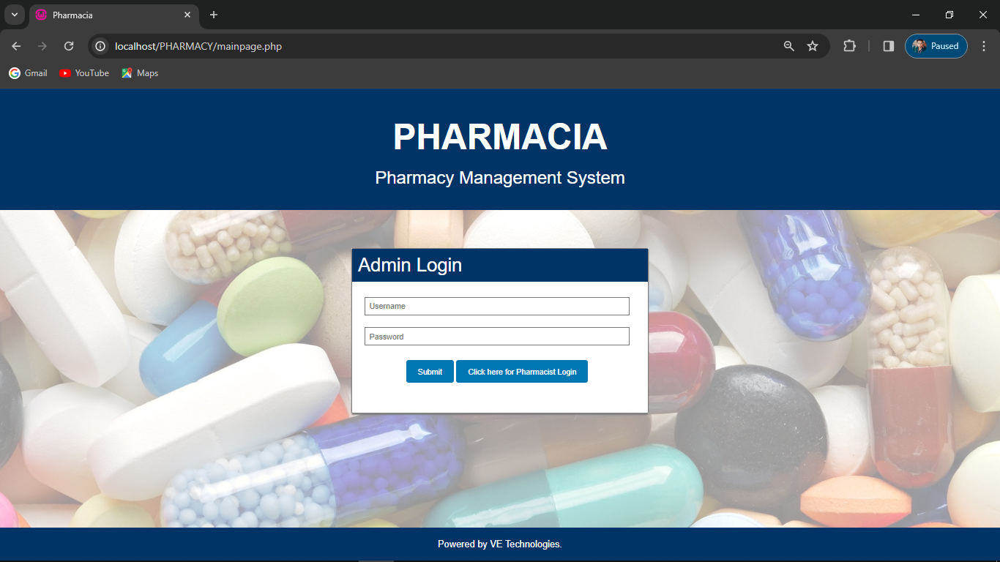 Pharmacia
localhost/PHARMACY/mainpage.php
Paused
Gmail YouTube Maps
PHARMACIA
Pharmacy Management System
Admin Login
Username
Password
Submit Click here for Pharmacist Login
Powered by VE Technologies.